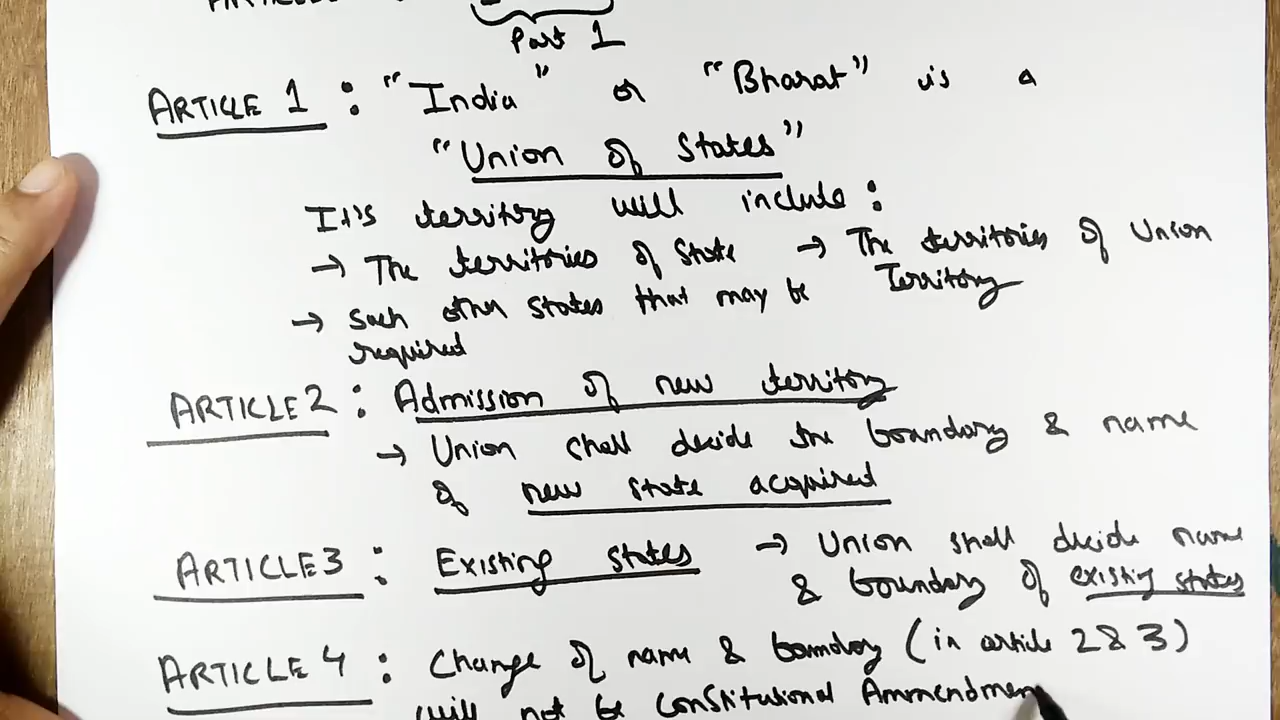 ARTICLE
Part 1
ARTICLE 1 : "India" or "Bharat" is a
"Union of States"
It's territory will include :
→ The territories of State → The territories of Union Territory
→ Such other states that may be required
ARTICLE 2 : Admission of new territory
→ Union shall decide the boundary & name
of new state acquired
ARTICLE 3 : Existing states → Union shall decide name
& boundary of existing states
ARTICLE 4 : Change of name & boundary (in article 2 & 3)
will not be Constitutional Ammendmen